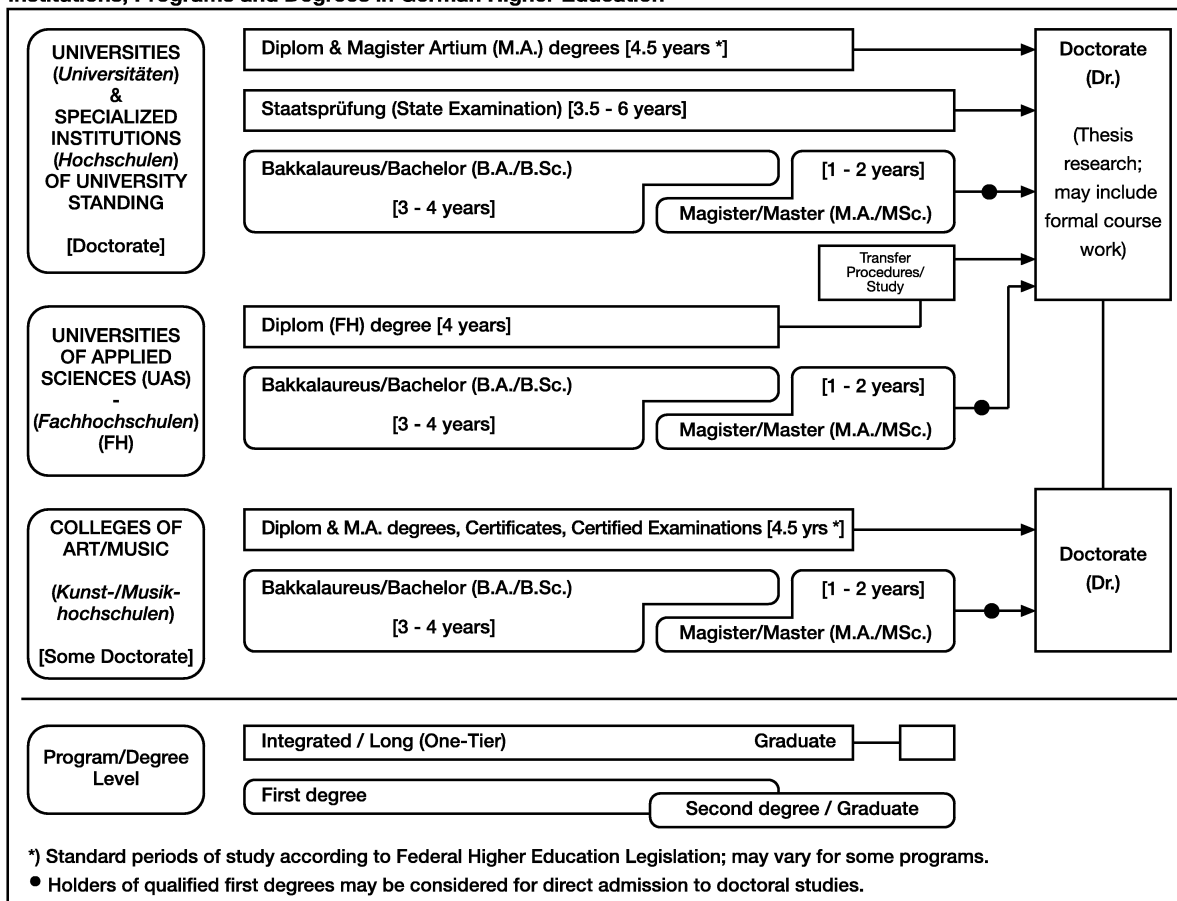 Institutions, Programs and Degrees in German Higher Education
UNIVERSITIES
(Universitäten)
&
SPECIALIZED
INSTITUTIONS
(Hochschulen)
OF UNIVERSITY
STANDING
[Doctorate]
Diplom & Magister Artium (M.A.) degrees [4.5 years *]
Staatsprüfung (State Examination) [3.5 - 6 years]
Bakkalaureus/Bachelor (B.A./B.Sc.)
[3 - 4 years]
[1 - 2 years]
Magister/Master (M.A./MSc.)
Transfer
Procedures/
Study
Doctorate
(Dr.)
(Thesis
research;
may include
formal course
work)
UNIVERSITIES
OF APPLIED
SCIENCES (UAS)
-
(Fachhochschulen)
(FH)
Diplom (FH) degree [4 years]
Bakkalaureus/Bachelor (B.A./B.Sc.)
[3 - 4 years]
[1 - 2 years]
Magister/Master (M.A./MSc.)
COLLEGES OF
ART/MUSIC
(Kunst-/Musik-
hochschulen)
[Some Doctorate]
Diplom & M.A. degrees, Certificates, Certified Examinations [4.5 yrs *]
Bakkalaureus/Bachelor (B.A./B.Sc.)
[3 - 4 years]
[1 - 2 years]
Magister/Master (M.A./MSc.)
Doctorate
(Dr.)
Program/Degree
Level
Integrated / Long (One-Tier) Graduate
First degree
Second degree / Graduate
*) Standard periods of study according to Federal Higher Education Legislation; may vary for some programs.
● Holders of qualified first degrees may be considered for direct admission to doctoral studies.